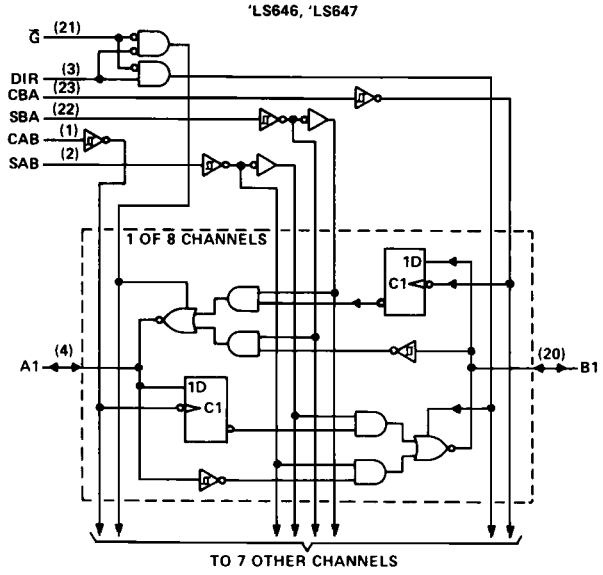 'LS646, 'LS647
G̅ (21)
DIR (3)
CBA (23)
SBA (22)
CAB (1)
SAB (2)
1 OF 8 CHANNELS
1D
C1
A1 (4)
(20) B1
1D
C1
TO 7 OTHER CHANNELS